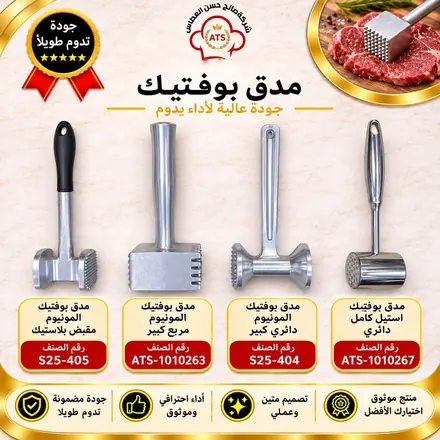 شركة صالح حسن العطاس
ATS
جودة
تدوم طويلاً
مدق بوفتيك
جودة عالية لأداء يدوم
مدق بوفتيك
المونيوم
مقبض بلاستيك
رقم الصنف
S25-405
مدق بوفتيك
المونيوم
مربع كبير
رقم الصنف
ATS-1010263
مدق بوفتيك
المونيوم
دائري كبير
رقم الصنف
S25-404
مدق بوفتيك
استيل كامل
دائري
رقم الصنف
ATS-1010267
منتج موثوق
اختيارك الأفضل
تصميم متين
وعملي
أداء احترافي
وموثوق
جودة مضمونة
تدوم طويلا